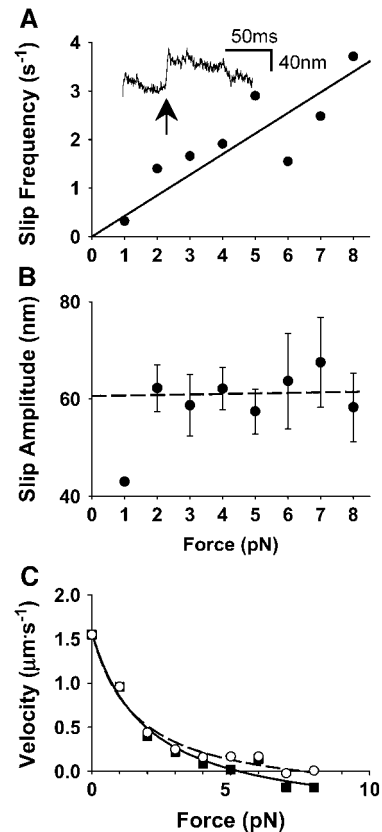 A
50ms
40nm
Slip Frequency (s⁻¹)
4
3
2
1
0
0 1 2 3 4 5 6 7 8
B
Slip Amplitude (nm)
80
60
40
0 1 2 3 4 5 6 7 8
Force (pN)
C
Velocity (μm·s⁻¹)
2.0
1.5
1.0
0.5
0.0
0 5 10
Force (pN)